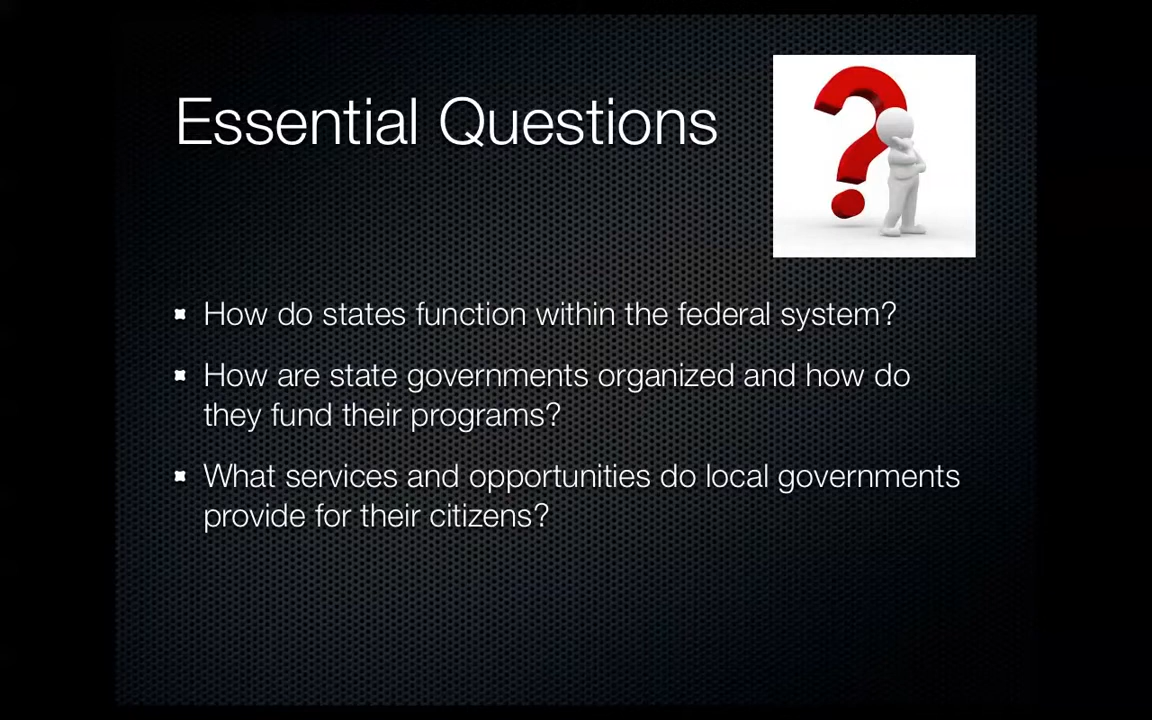 Essential Questions
How do states function within the federal system?
How are state governments organized and how do
they fund their programs?
What services and opportunities do local governments
provide for their citizens?